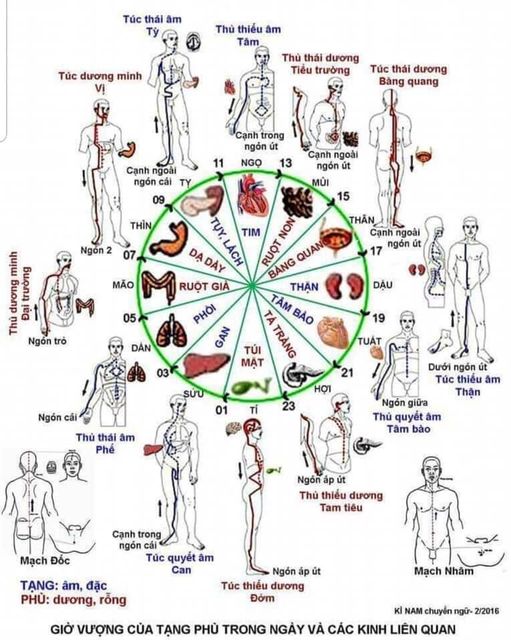 Túc thái âm
Tỳ
Thủ thiếu âm
Tâm
Thủ thái dương
Tiểu trường
Túc thái dương
Bàng quang
Túc dương minh
Vị
Cạnh trong
ngón út
Cạnh ngoài
ngón út
Cạnh ngoài
ngón cái
11
NGỌ
13
TỴ
MÙI
09
15
THÌN
THÂN
Cạnh ngoài
ngón út
Ngón 2
TỤY, LÁCH
TIM
RUỘT NON
07
17
DẠ DÀY
BÀNG QUANG
Thủ dương minh
Đại trường
MÃO
RUỘT GIÀ
THẬN
DẬU
05
19
Ngón trỏ
PHỔI
TÂM BÀO
DẦN
GAN
TÚI
MẬT
TA TRÀNG
TUẤT
03
21
Dưới ngón út
Túc thiếu âm
Thận
SỬU
HỢI
Ngón cái
Ngón giữa
01
TÍ
23
Thủ thái âm
Phế
Thủ quyết âm
Tâm bào
Ngón áp út
Thủ thiếu dương
Tam tiêu
Cạnh trong
ngón cái
Túc quyết âm
Can
Ngón áp út
Túc thiếu dương
Đởm
Mạch Đốc
Mạch Nhâm
TẠNG: âm, đặc
PHỦ: dương, rỗng
KÌ NAM chuyển ngữ- 2/2016
GIỜ VƯỢNG CỦA TẠNG PHỦ TRONG NGÀY VÀ CÁC KINH LIÊN QUAN